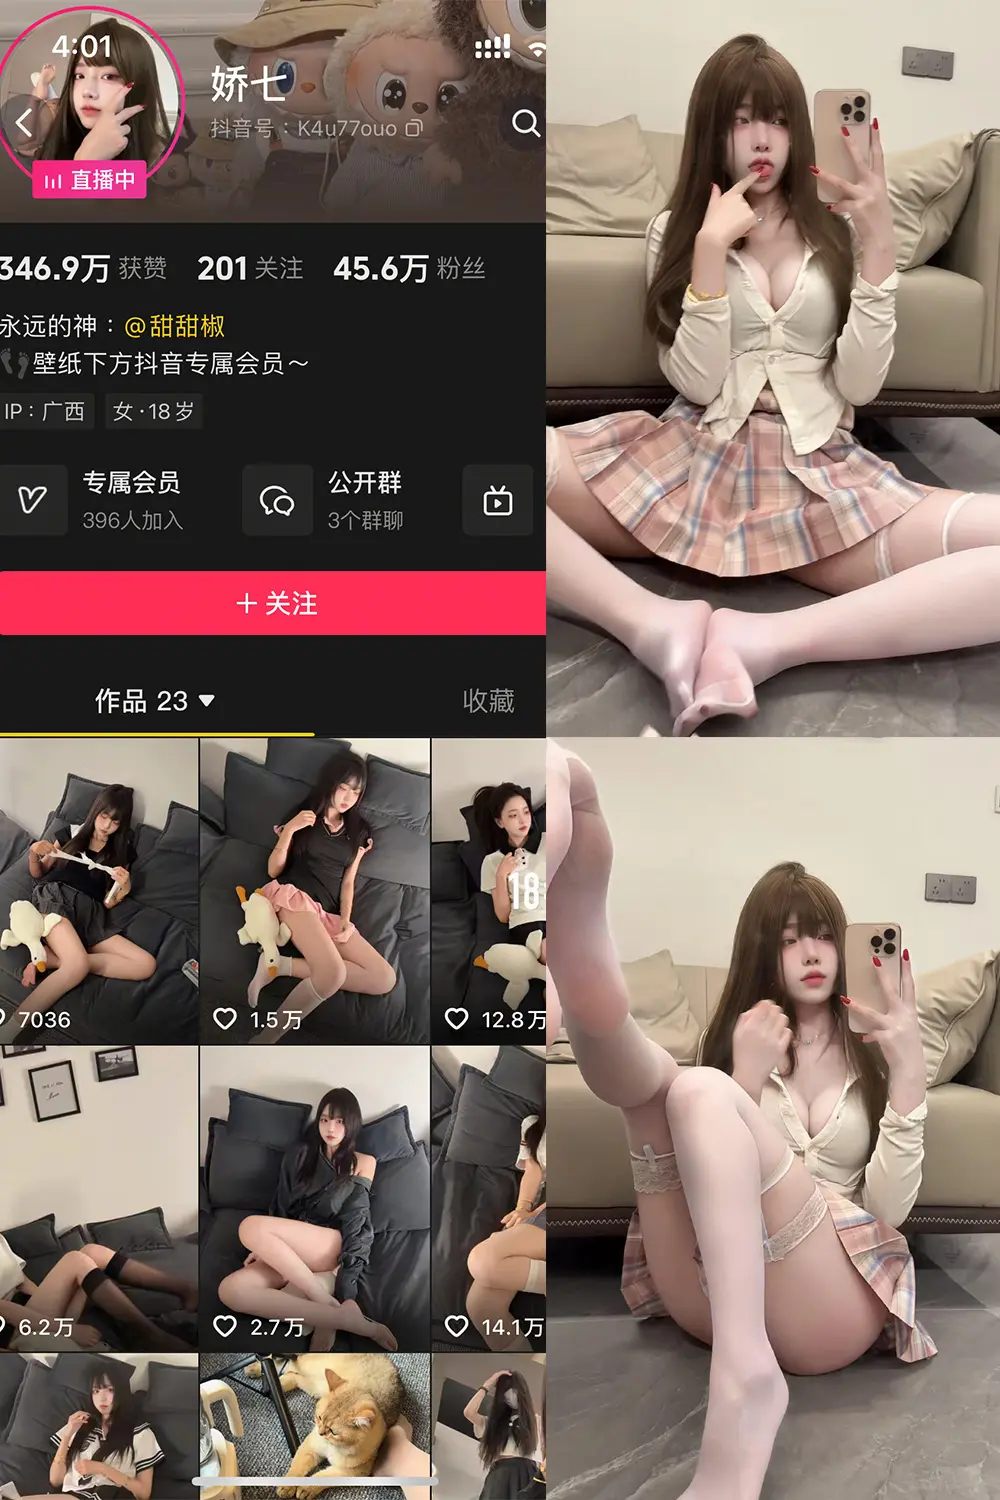 4:01
娇七
抖音号：K4u77ouo
直播中
346.9万 获赞 201 关注 45.6万 粉丝
永远的神：@甜甜椒
壁纸下方抖音专属会员～
IP：广西 女·18岁
专属会员 公开群
396人加入 3个群聊
＋关注
作品 23 收藏
18
7036 1.5万 12.8万
6.2万 2.7万 14.1万